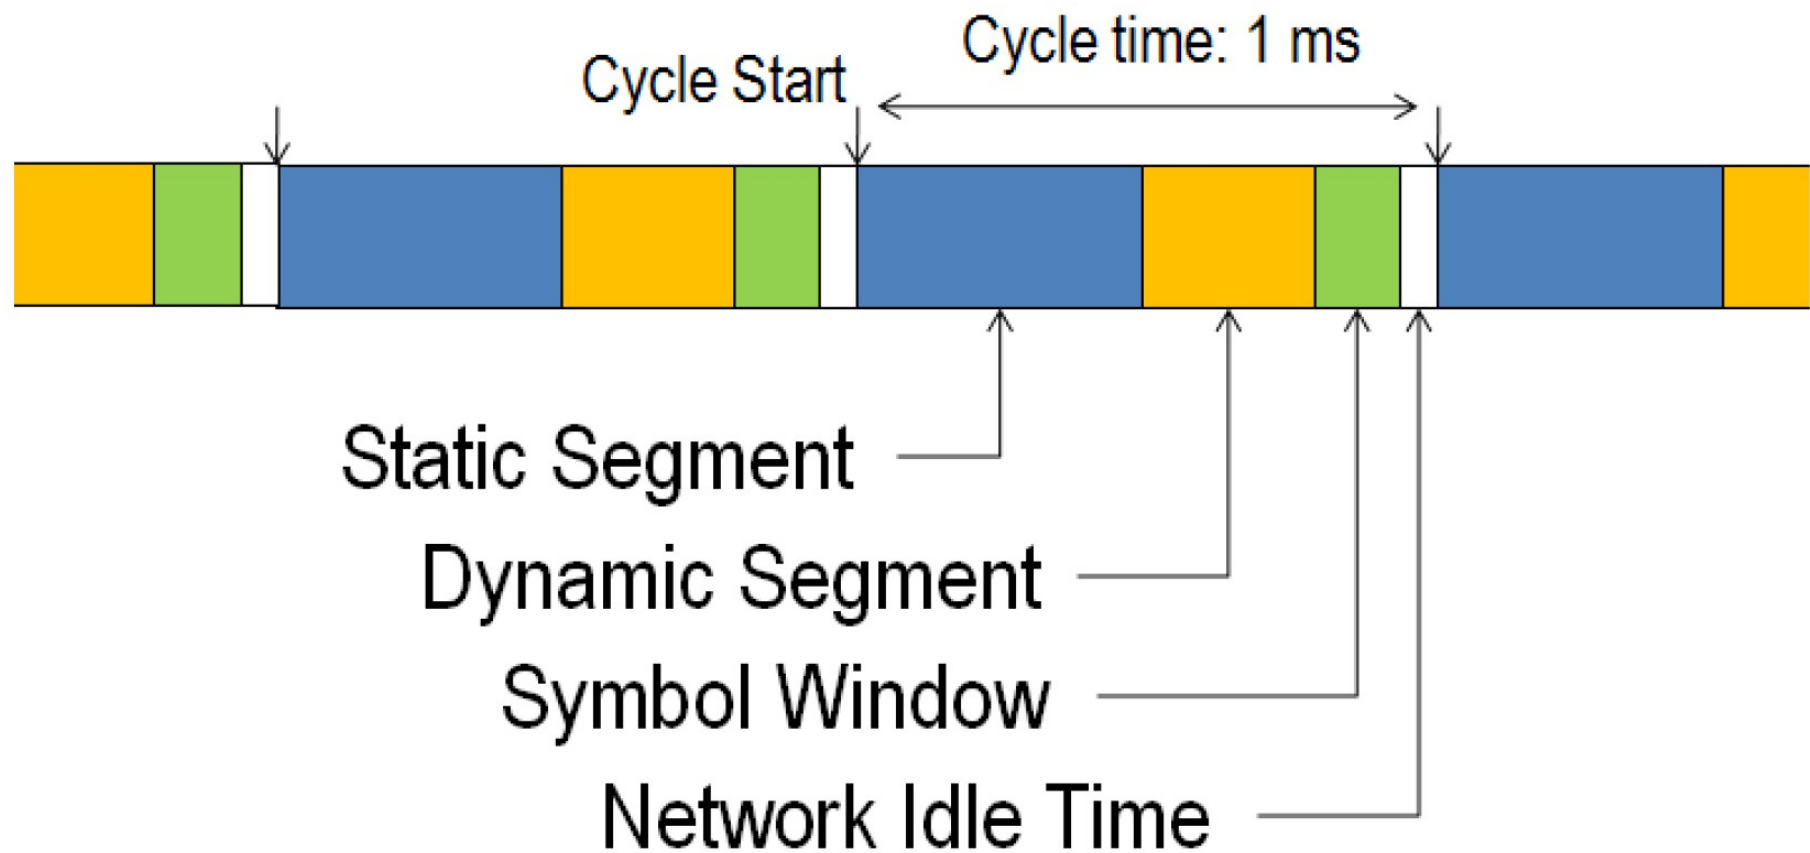 Cycle time: 1 ms
Cycle Start
Static Segment
Dynamic Segment
Symbol Window
Network Idle Time